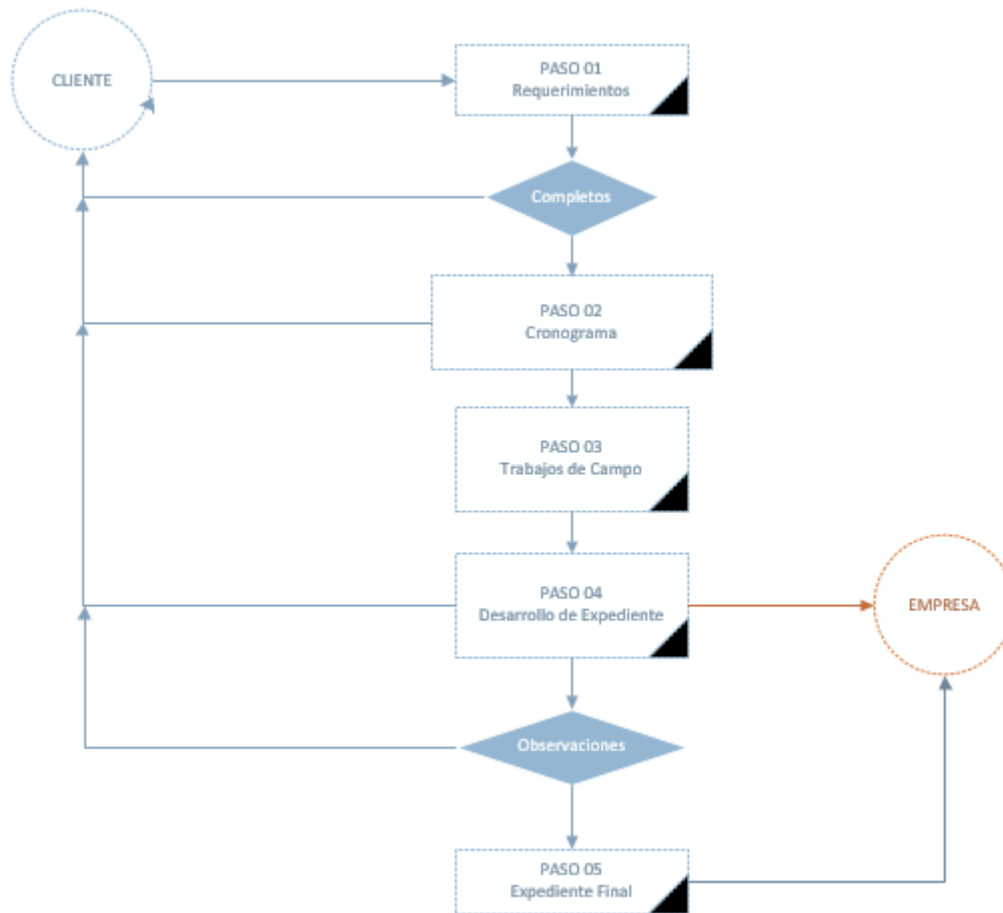 CLIENTE
PASO 01
Requerimientos
Completos
PASO 02
Cronograma
PASO 03
Trabajos de Campo
PASO 04
Desarrollo de Expediente
EMPRESA
Observaciones
PASO 05
Expediente Final